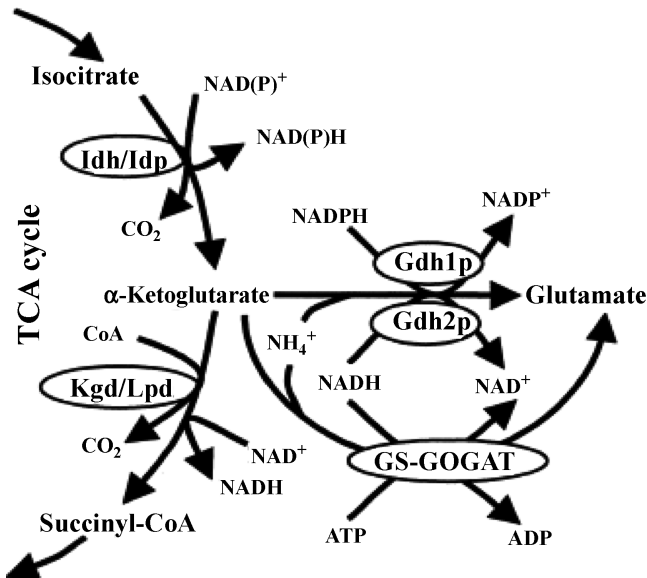 Isocitrate
NAD(P)⁺
NAD(P)H
Idh/Idp
CO₂
TCA cycle
NADPH
NADP⁺
Gdh1p
α-Ketoglutarate
Glutamate
Gdh2p
CoA
NH₄⁺
NADH
NAD⁺
Kgd/Lpd
CO₂
NAD⁺
NADH
GS-GOGAT
Succinyl-CoA
ATP
ADP